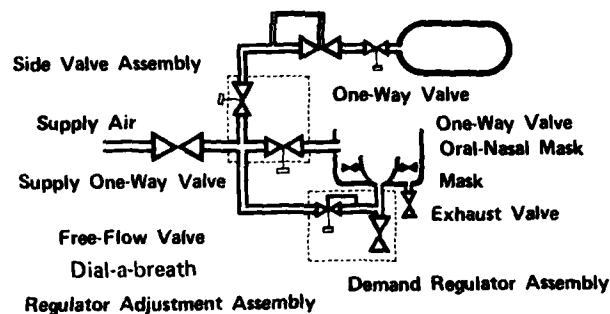 Side Valve Assembly
One-Way Valve
Supply Air
One-Way Valve
Oral-Nasal Mask
Supply One-Way Valve
Mask
Exhaust Valve
Free-Flow Valve
Dial-a-breath
Demand Regulator Assembly
Regulator Adjustment Assembly